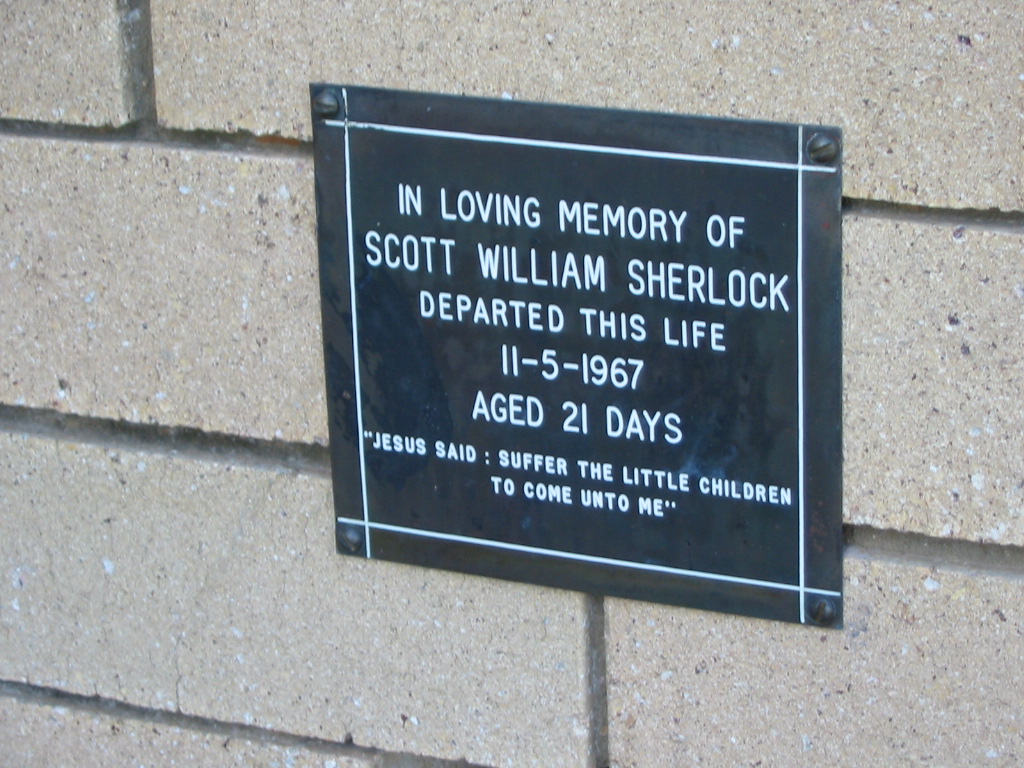 IN LOVING MEMORY OF
SCOTT WILLIAM SHERLOCK
DEPARTED THIS LIFE
11-5-1967
AGED 21 DAYS
"JESUS SAID : SUFFER THE LITTLE CHILDREN
TO COME UNTO ME"